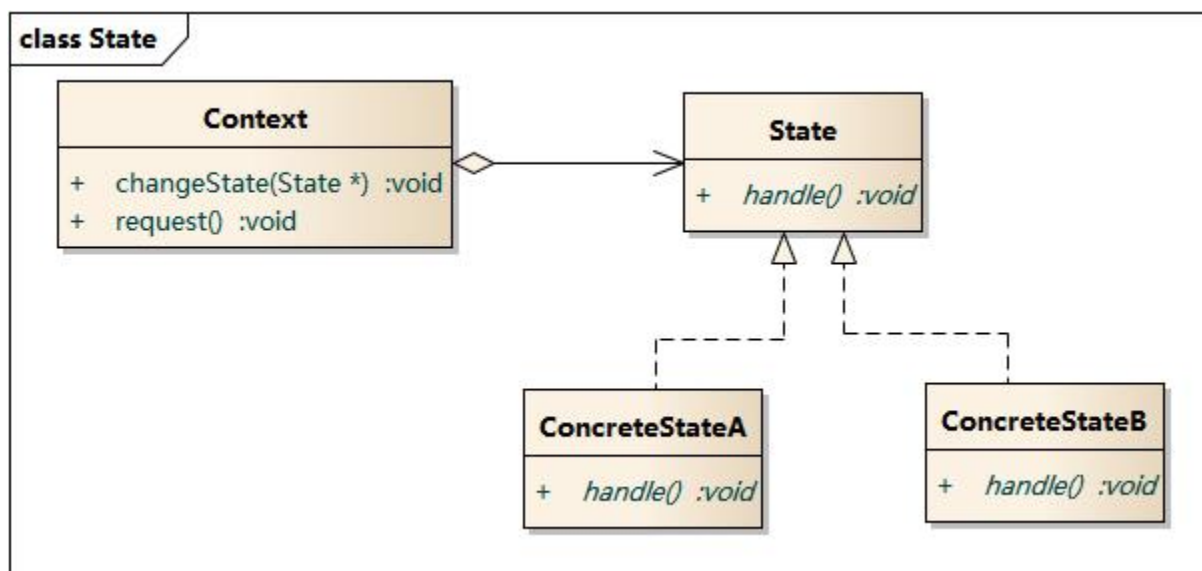 class State
Context
+ changeState(State *) :void
+ request() :void
State
+ handle() :void
ConcreteStateA
+ handle() :void
ConcreteStateB
+ handle() :void